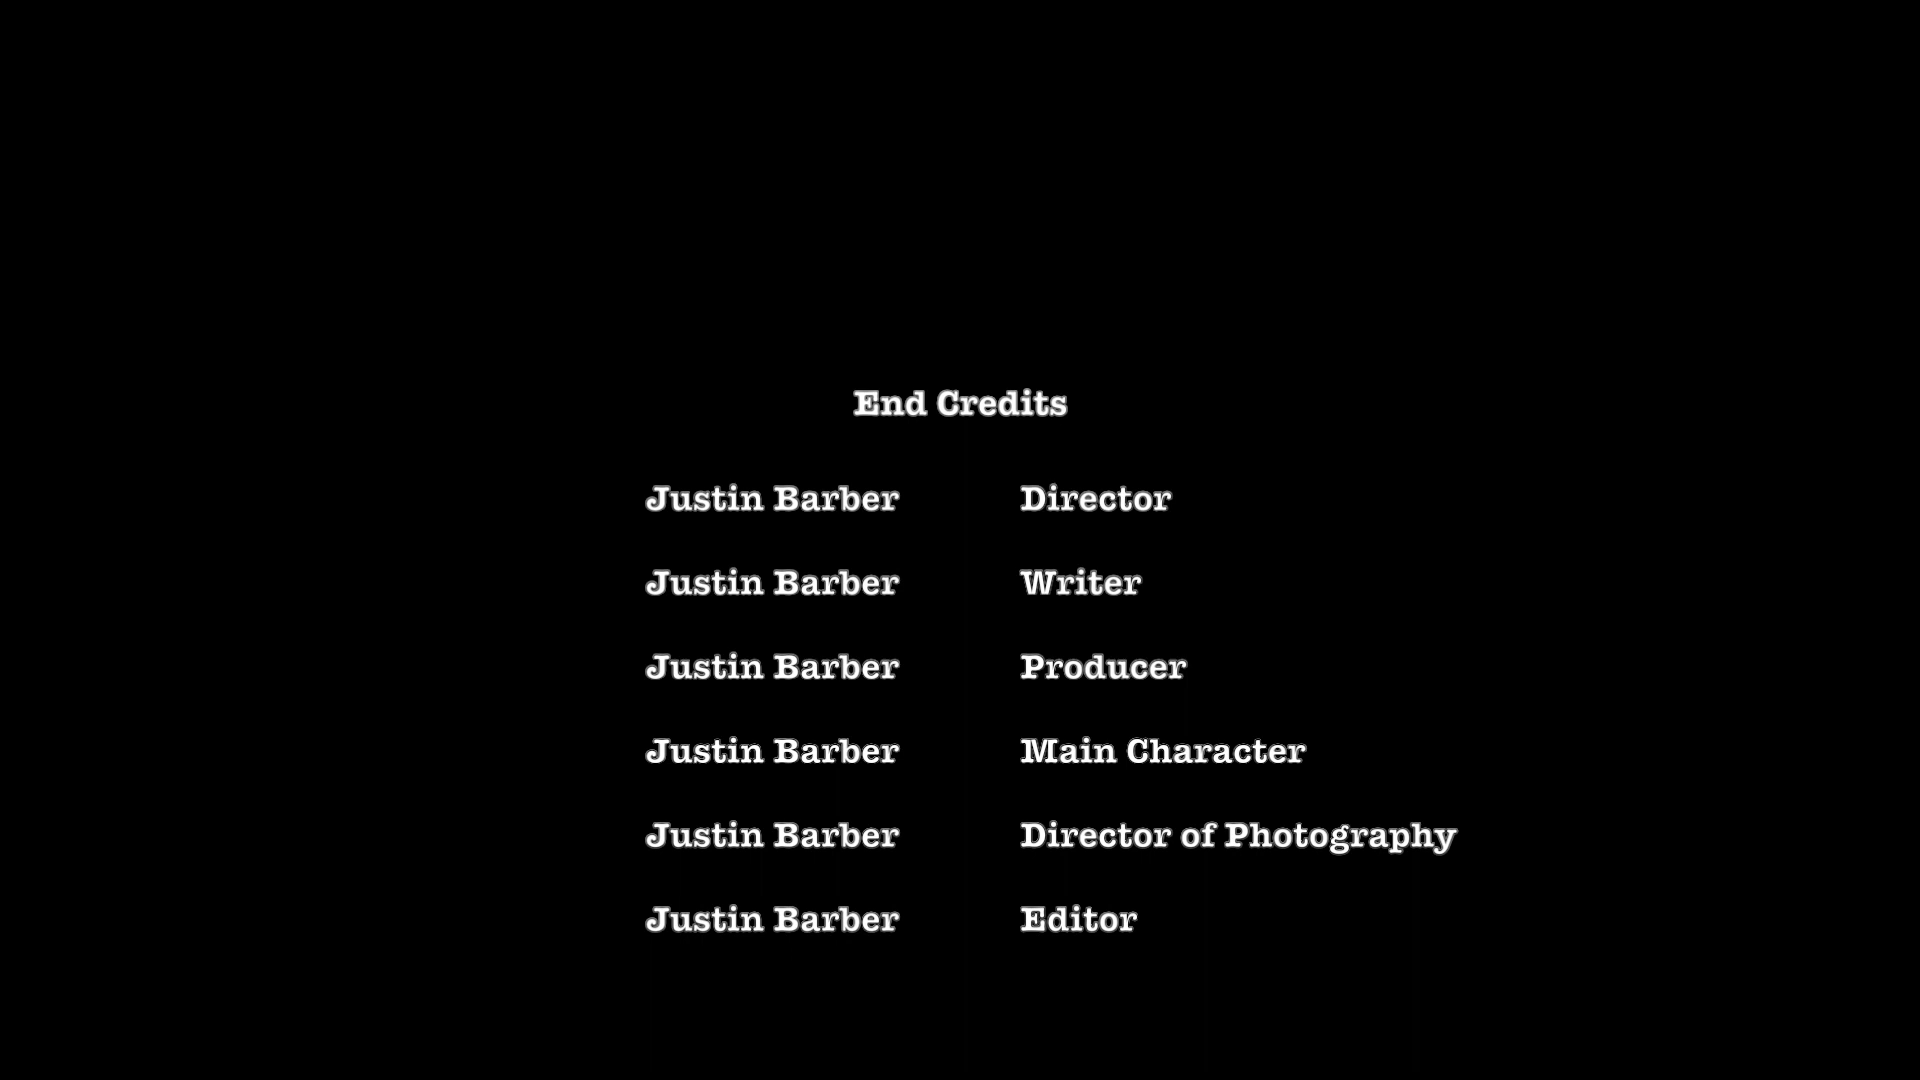 End Credits
Justin Barber Director
Justin Barber Writer
Justin Barber Producer
Justin Barber Main Character
Justin Barber Director of Photography
Justin Barber Editor